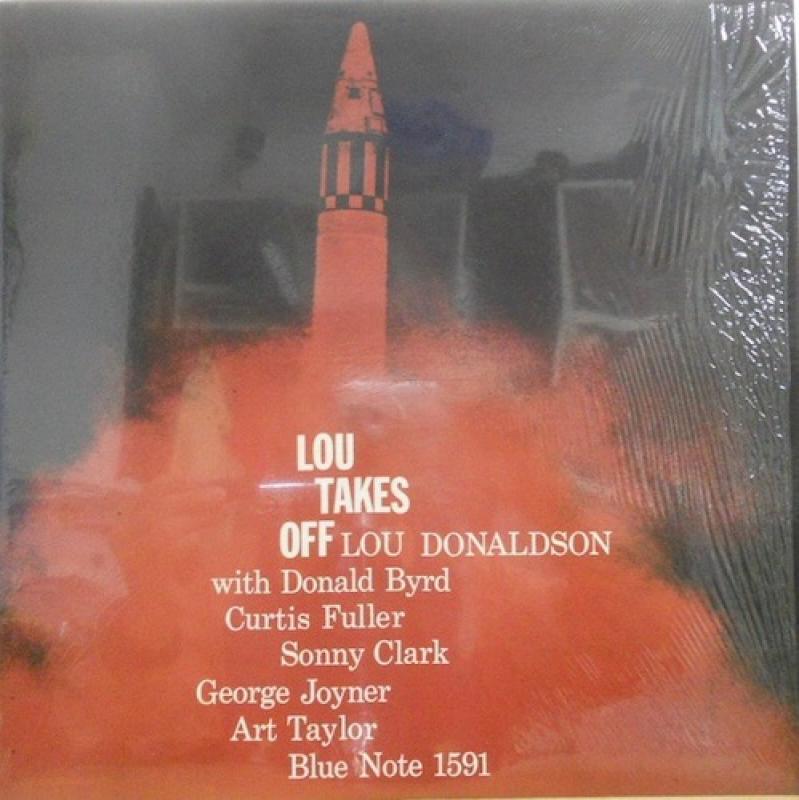 LOU
TAKES
OFF LOU DONALDSON
with Donald Byrd
Curtis Fuller
Sonny Clark
George Joyner
Art Taylor
Blue Note 1591